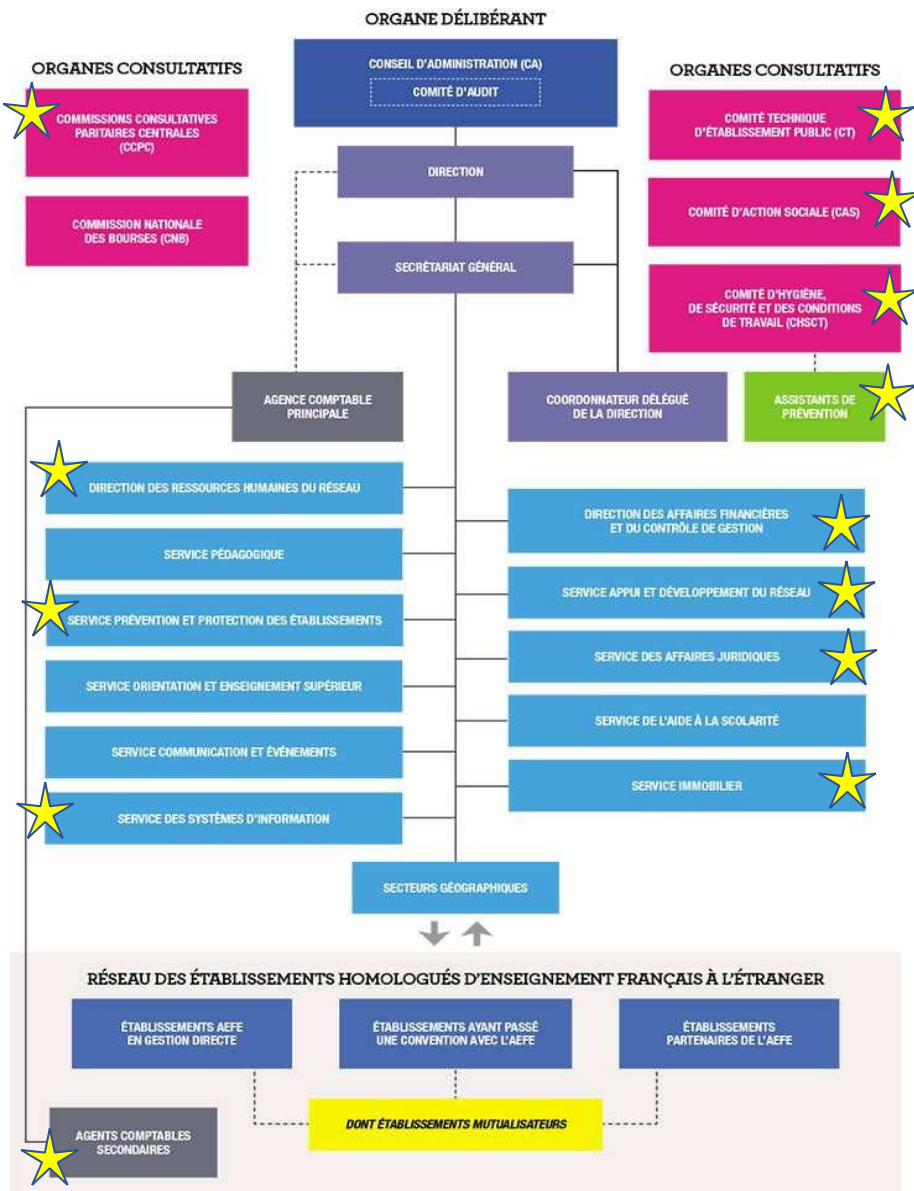 ORGANE DÉLIBÉRANT
CONSEIL D'ADMINISTRATION (CA)
COMITÉ D'AUDIT
ORGANES CONSULTATIFS
COMMISSIONS CONSULTATIVES
PARITAIRES CENTRALES
(CCPC)
COMMISSION NATIONALE
DES BOURSES (CNB)
ORGANES CONSULTATIFS
COMITÉ TECHNIQUE
D'ÉTABLISSEMENT PUBLIC (CT)
COMITÉ D'ACTION SOCIALE (CAS)
COMITÉ D'HYGIÈNE,
DE SÉCURITÉ ET DES CONDITIONS
DE TRAVAIL (CHSCT)
DIRECTION
SECRÉTARIAT GÉNÉRAL
AGENCE COMPTABLE
PRINCIPALE
COORDONNATEUR DÉLÉGUÉ
DE LA DIRECTION
ASSISTANTS DE
PRÉVENTION
DIRECTION DES RESSOURCES HUMAINES DU RÉSEAU
SERVICE PÉDAGOGIQUE
SERVICE PRÉVENTION ET PROTECTION DES ÉTABLISSEMENTS
SERVICE ORIENTATION ET ENSEIGNEMENT SUPÉRIEUR
SERVICE COMMUNICATION ET ÉVÉNEMENTS
SERVICE DES SYSTÈMES D'INFORMATION
DIRECTION DES AFFAIRES FINANCIÈRES
ET DU CONTRÔLE DE GESTION
SERVICE APPUI ET DÉVELOPPEMENT DU RÉSEAU
SERVICE DES AFFAIRES JURIDIQUES
SERVICE DE L'AIDE À LA SCOLARITÉ
SERVICE IMMOBILIER
SECTEURS GÉOGRAPHIQUES
RÉSEAU DES ÉTABLISSEMENTS HOMOLOGUÉS D'ENSEIGNEMENT FRANÇAIS À L'ÉTRANGER
ÉTABLISSEMENTS AEFE
EN GESTION DIRECTE
ÉTABLISSEMENTS AYANT PASSÉ
UNE CONVENTION AVEC L'AEFE
ÉTABLISSEMENTS
PARTENAIRES DE L'AEFE
DONT ÉTABLISSEMENTS MUTUALISATEURS
AGENTS COMPTABLES
SECONDAIRES